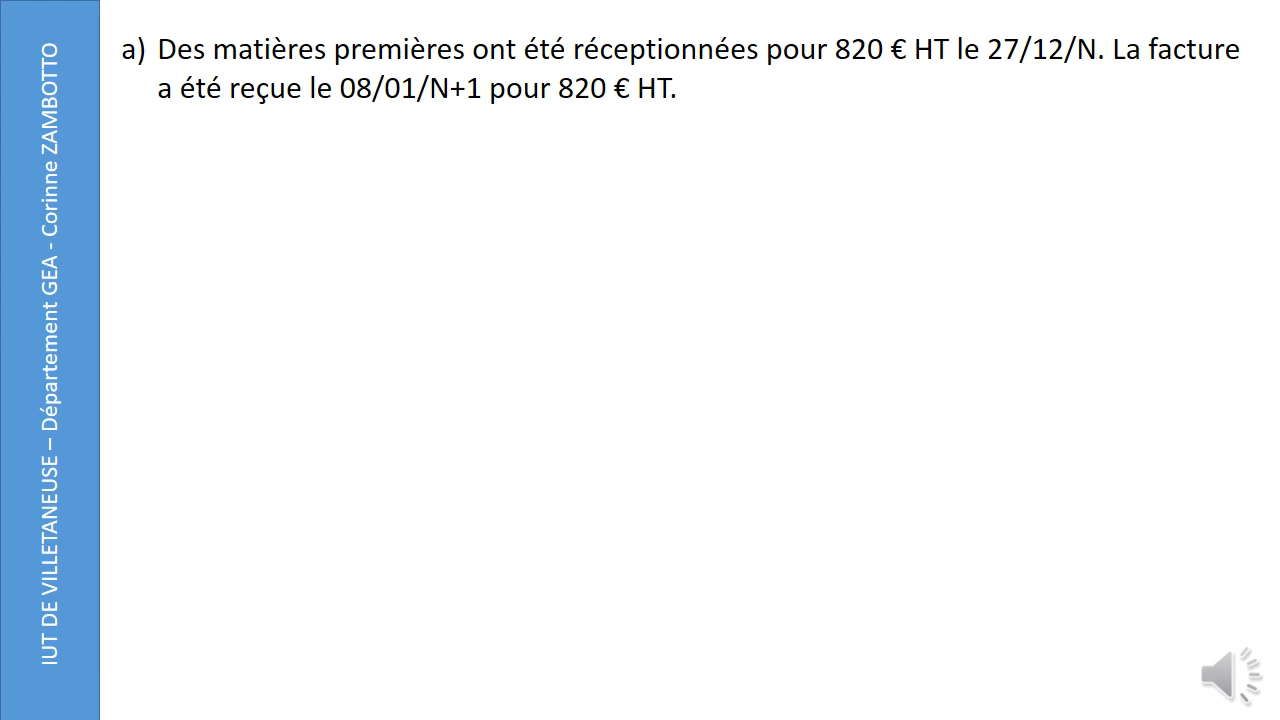 IUT DE VILLETANEUSE – Département GEA - Corinne ZAMBOTTO
a) Des matières premières ont été réceptionnées pour 820 € HT le 27/12/N. La facture
a été reçue le 08/01/N+1 pour 820 € HT.